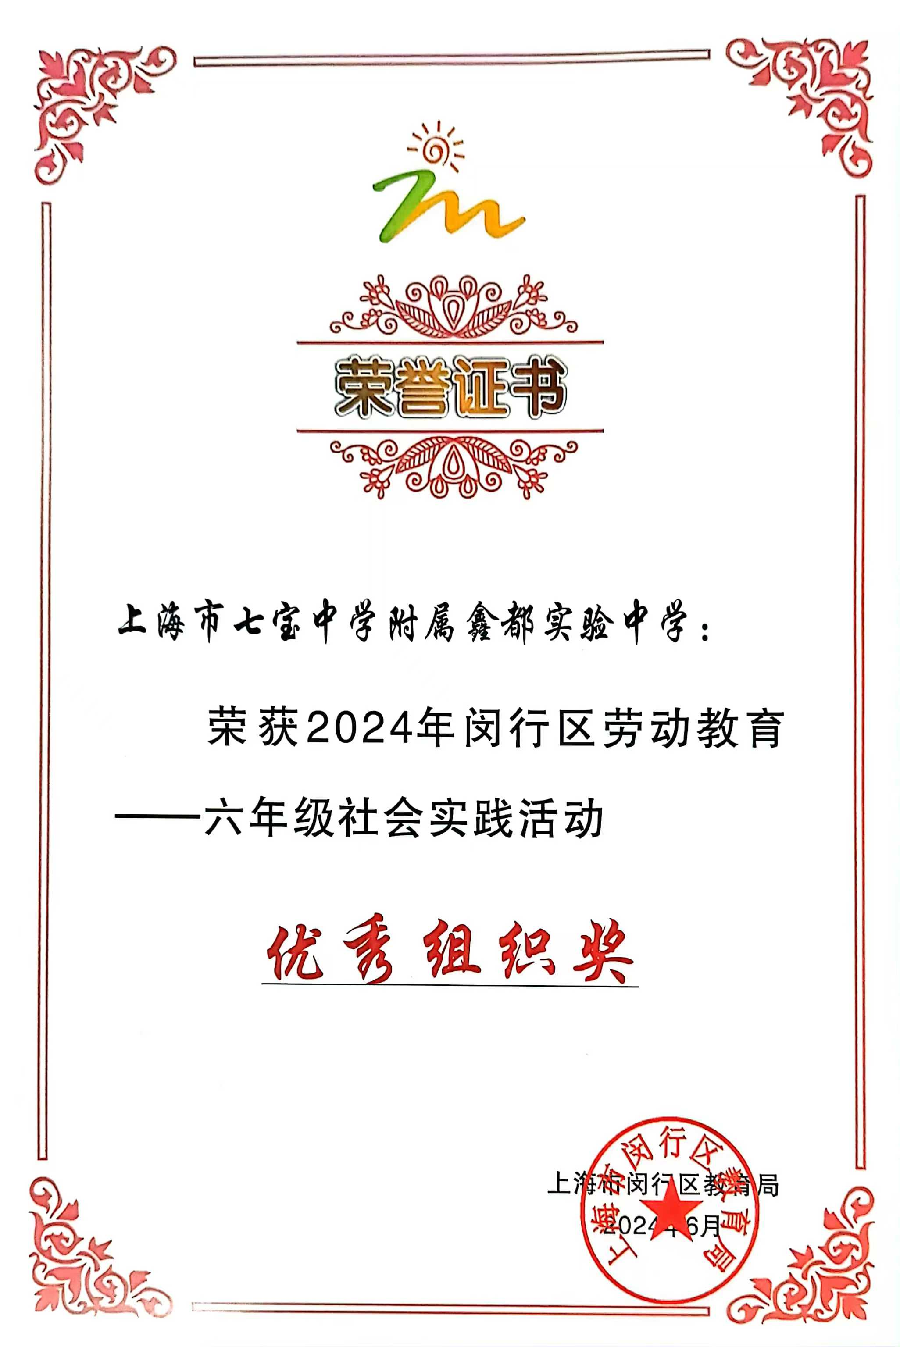 荣誉证书
上海市七宝中学附属鑫都实验中学：
荣获2024年闵行区劳动教育
——六年级社会实践活动
优秀组织奖
上海市闵行区教育局
2024年6月
上海市闵行区教育局